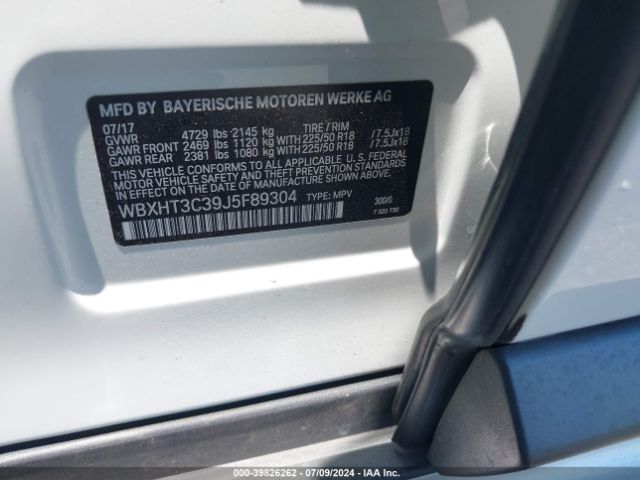 MFD BY BAYERISCHE MOTOREN WERKE AG
07/17 TIRE / RIM
GVWR 4729 lbs 2145 kg
GAWR FRONT 2469 lbs 1120 kg WITH 225/50 R18 / 7.5Jx18
GAWR REAR 2381 lbs 1080 kg WITH 225/50 R18 / 7.5Jx18
THIS VEHICLE CONFORMS TO ALL APPLICABLE U.S. FEDERAL
MOTOR VEHICLE SAFETY, BUMPER, AND THEFT PREVENTION STANDARDS
IN EFFECT ON THE DATE OF MANUFACTURE SHOWN ABOVE.
WBXHT3C39J5F89304 TYPE: MPV 300/0
7 320 730
000-39826262 / 07/09/2024 / IAA Inc.